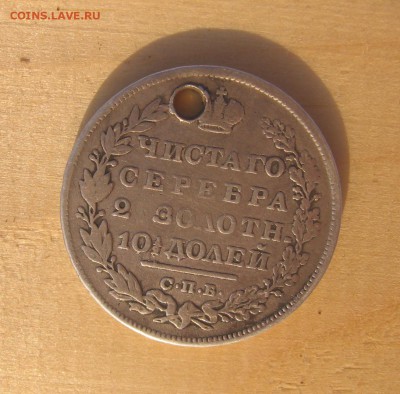 COINS.LAVE.RU
ЧИСТАГО
СЕРЕБРА
2 ЗОЛОТН
10½ ДОЛЕЙ
С.П.Б.